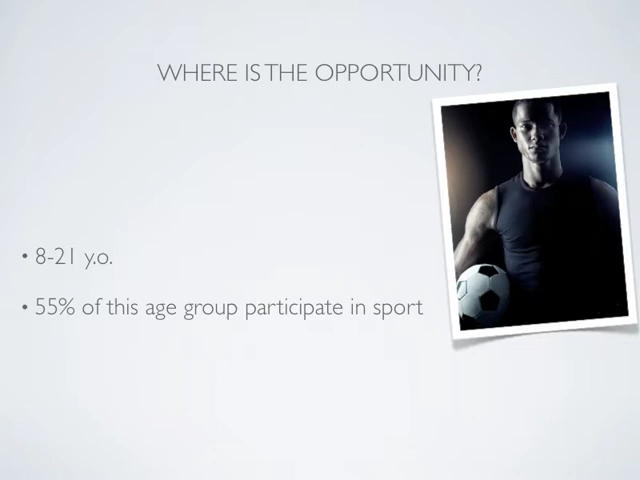 WHERE IS THE OPPORTUNITY?
• 8-21 y.o.
• 55% of this age group participate in sport